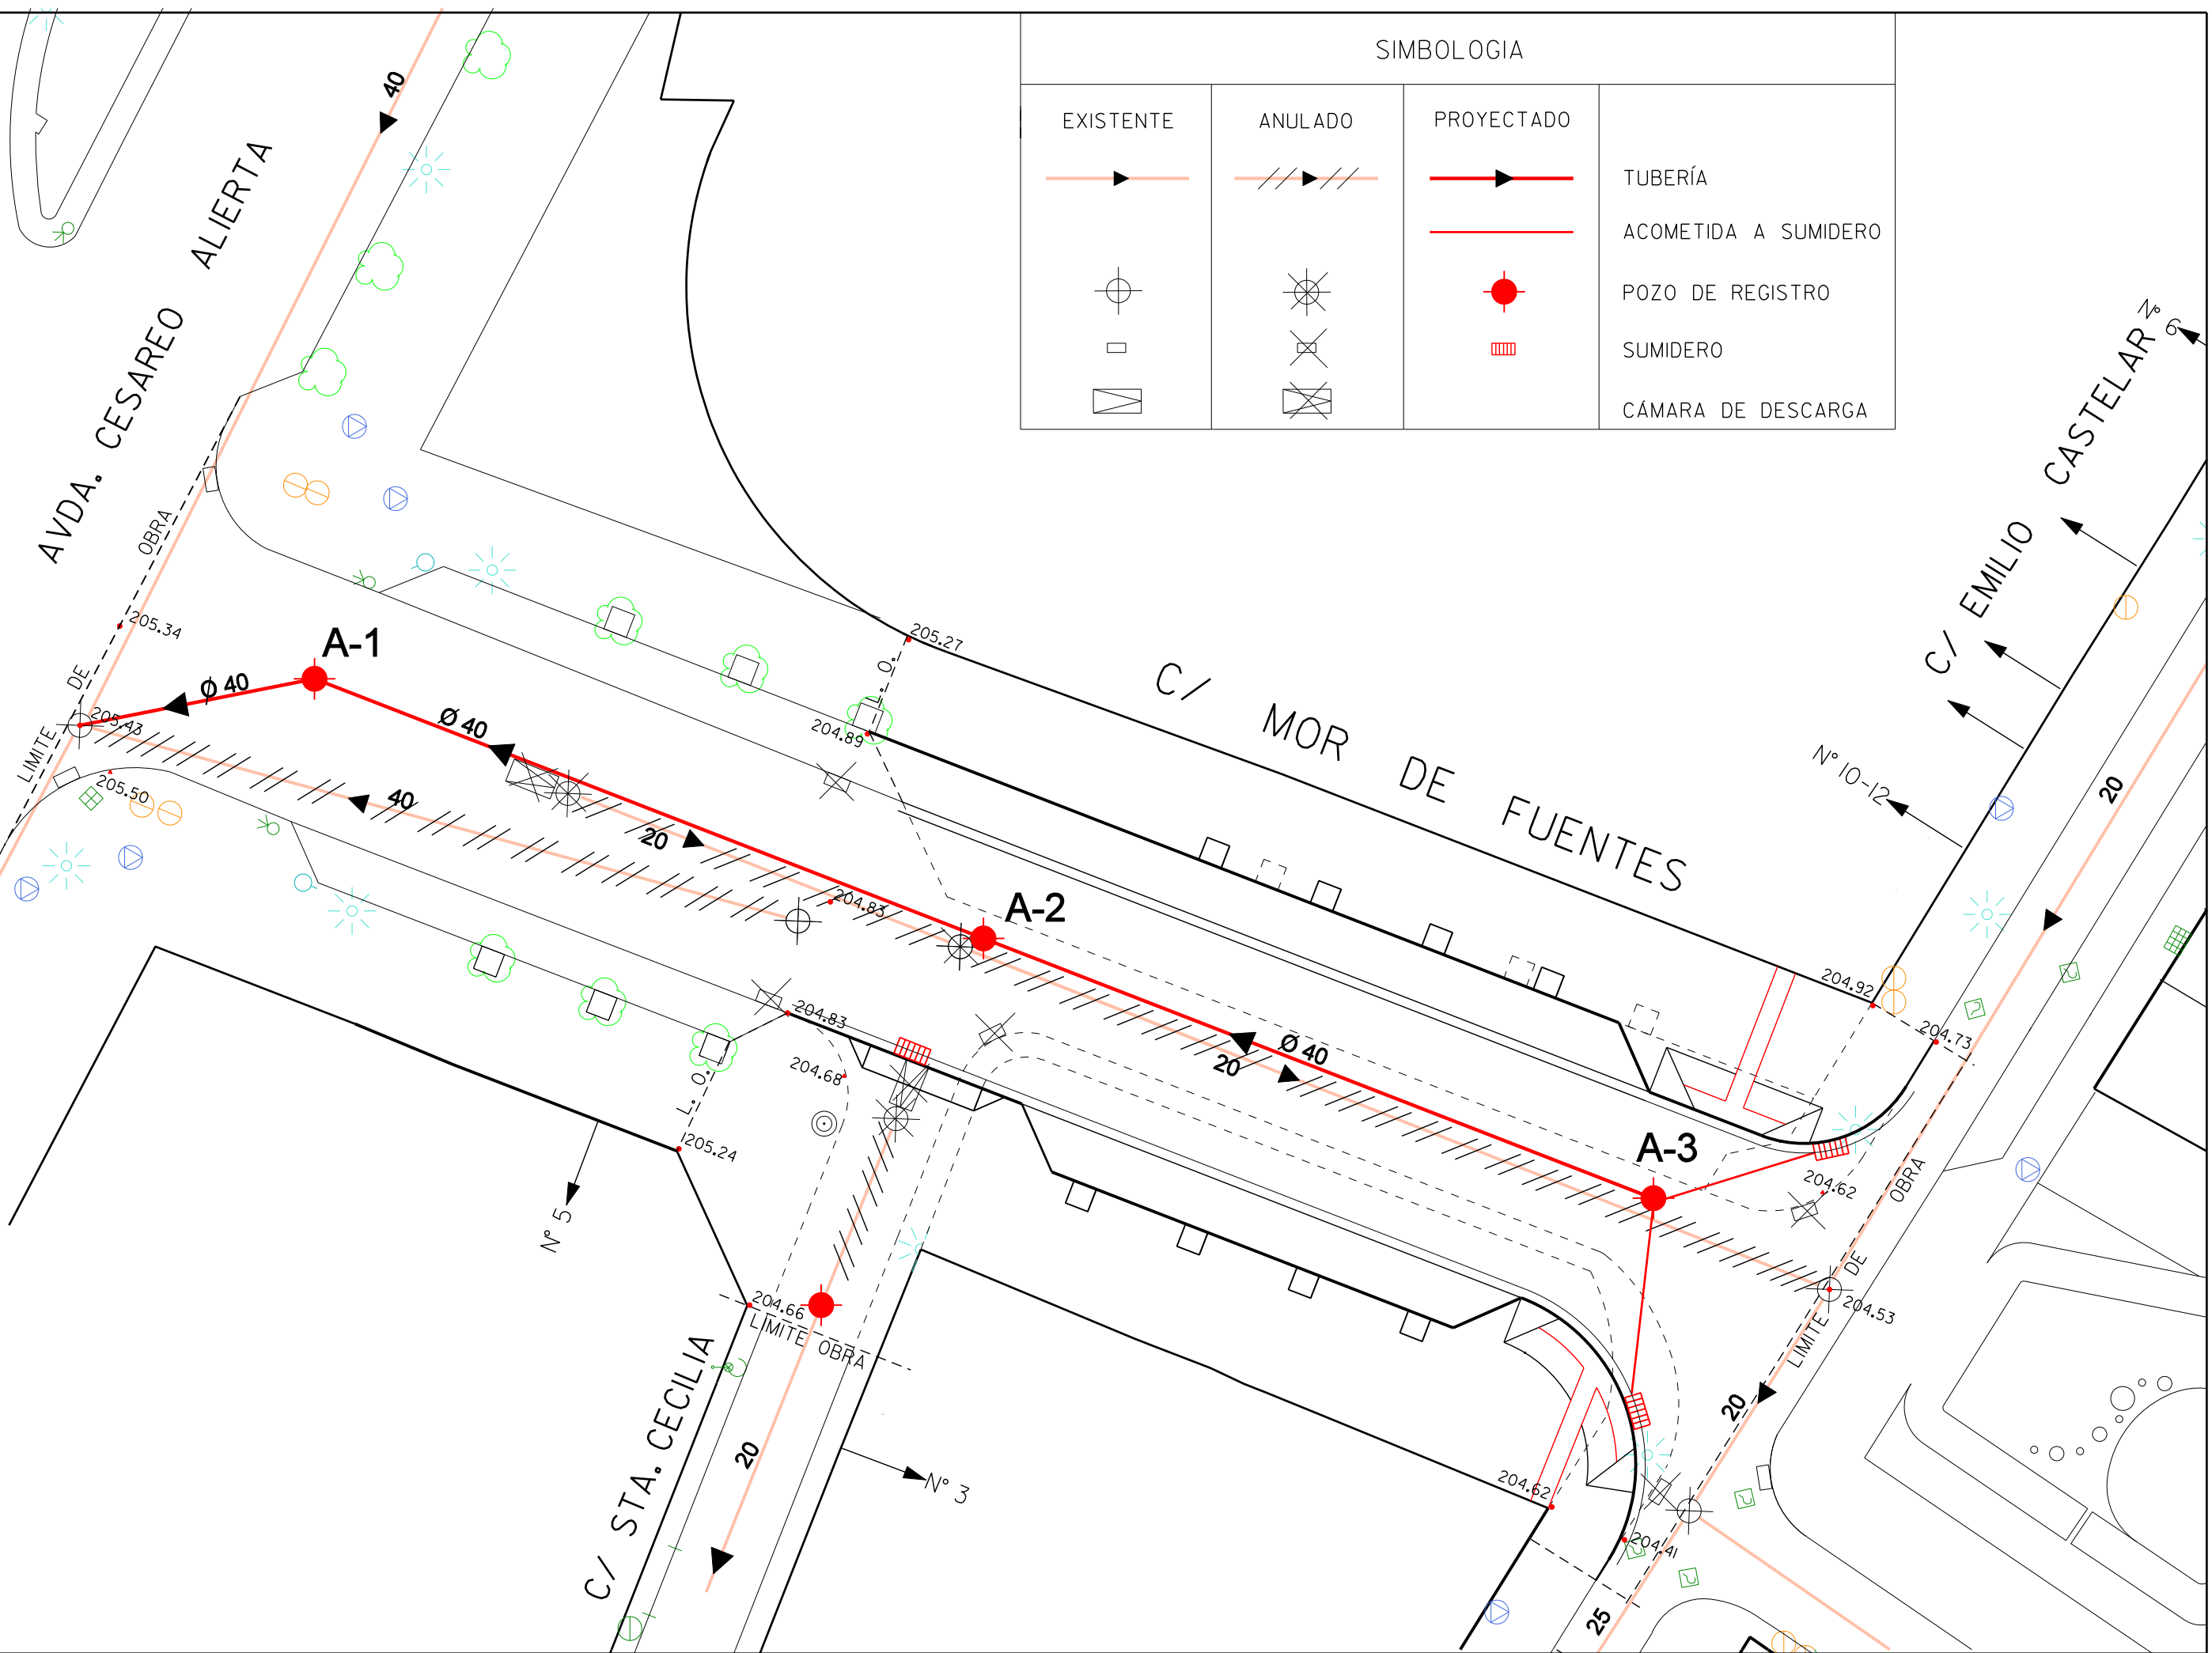 SIMBOLOGIA
EXISTENTE
ANULADO
PROYECTADO
TUBERÍA
ACOMETIDA A SUMIDERO
POZO DE REGISTRO
SUMIDERO
CÁMARA DE DESCARGA
40
AVDA. CESAREO ALIERTA
Nº 6
C/ EMILIO CASTELAR
LIMITE DE OBRA
205.34
A-1
Ø 40
205.43
Ø 40
205.50
40
20
204.83
205.27
L. O.
204.89
C/ MOR DE FUENTES
Nº 10-12
20
A-2
204.92
204.73
204.83
204.68
L. O.
205.24
Nº 5
Ø 40
20
A-3
204.62
LIMITE DE OBRA
204.53
204.66
LIMITE OBRA
C/ STA. CECILIA
20
Nº 3
20
204.62
204.41
25